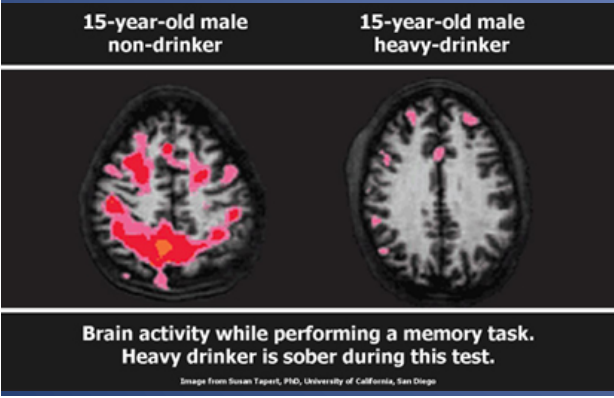 15-year-old male
non-drinker
15-year-old male
heavy-drinker
Brain activity while performing a memory task.
Heavy drinker is sober during this test.
Image from Susan Tapert, PhD, University of California, San Diego